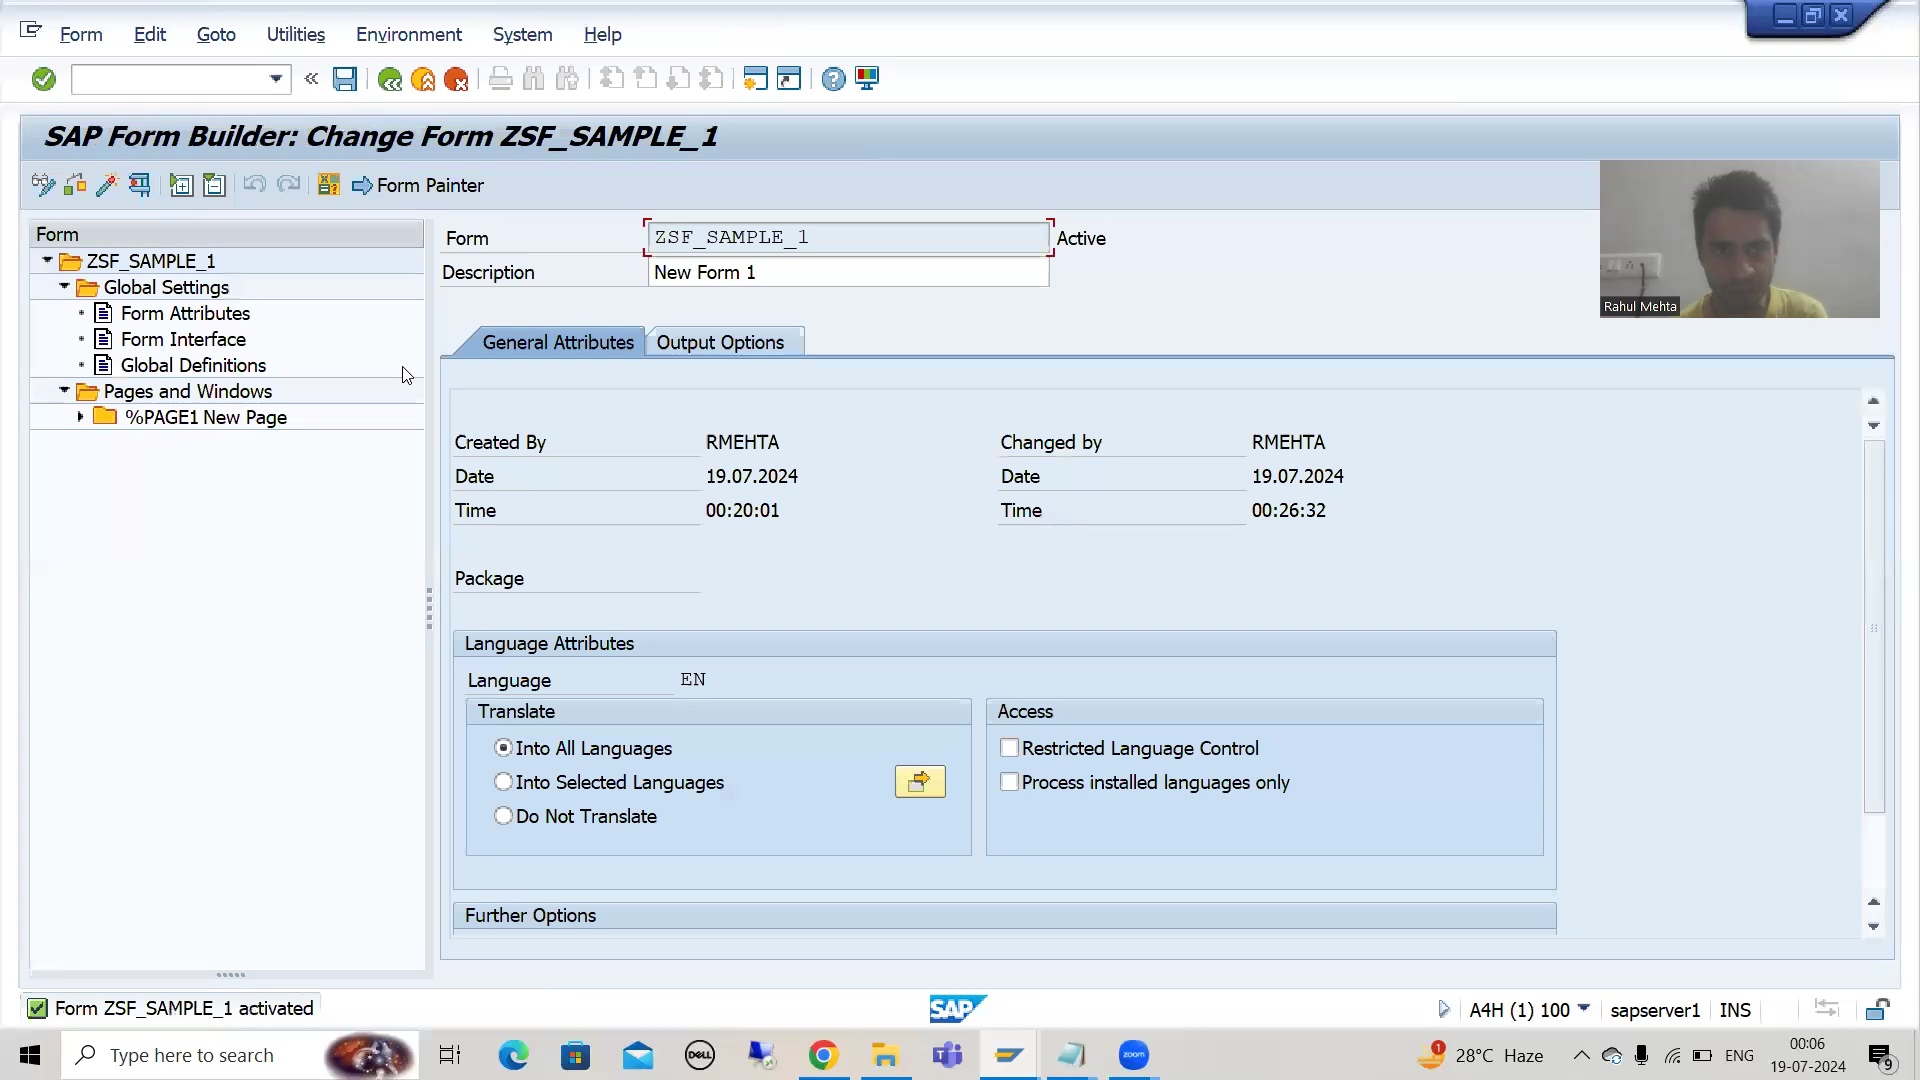 Form Edit Goto Utilities Environment System Help
SAP Form Builder: Change Form ZSF_SAMPLE_1
Form Painter
Form
ZSF_SAMPLE_1
Global Settings
Form Attributes
Form Interface
Global Definitions
Pages and Windows
%PAGE1 New Page
Form ZSF_SAMPLE_1 Active
Description New Form 1
Rahul Mehta
General Attributes Output Options
Created By RMEHTA Changed by RMEHTA
Date 19.07.2024 Date 19.07.2024
Time 00:20:01 Time 00:26:32
Package
Language Attributes
Language EN
Translate
Into All Languages
Into Selected Languages
Do Not Translate
Access
Restricted Language Control
Process installed languages only
Further Options
Form ZSF_SAMPLE_1 activated
SAP
A4H (1) 100 sapserver1 INS
Type here to search
DELL
zoom
1
28°C Haze
ENG
00:06
19-07-2024
9